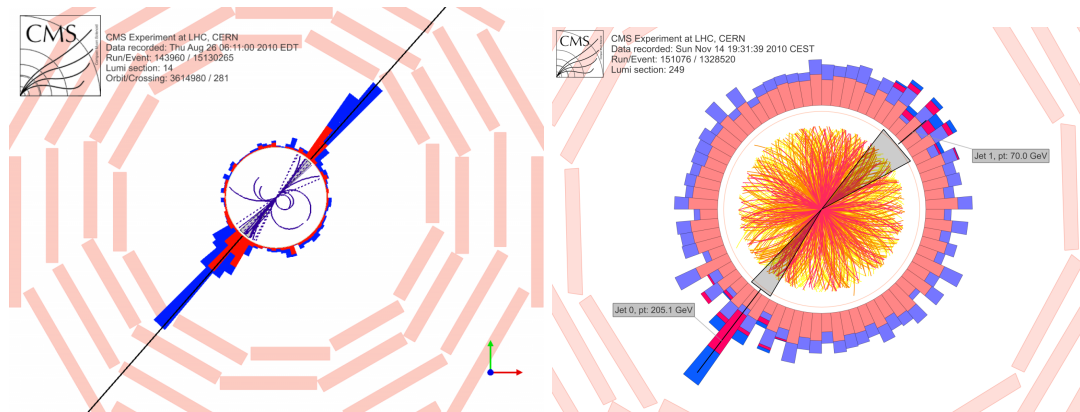 CMS
CMS Experiment at LHC, CERN
Data recorded: Thu Aug 26 06:11:00 2010 EDT
Run/Event: 143960 / 15130265
Lumi section: 14
Orbit/Crossing: 3614980 / 281
CMS
CMS Experiment at LHC, CERN
Data recorded: Sun Nov 14 19:31:39 2010 CEST
Run/Event: 151076 / 1328520
Lumi section: 249
Jet 1, pt: 70.0 GeV
Jet 0, pt: 205.1 GeV